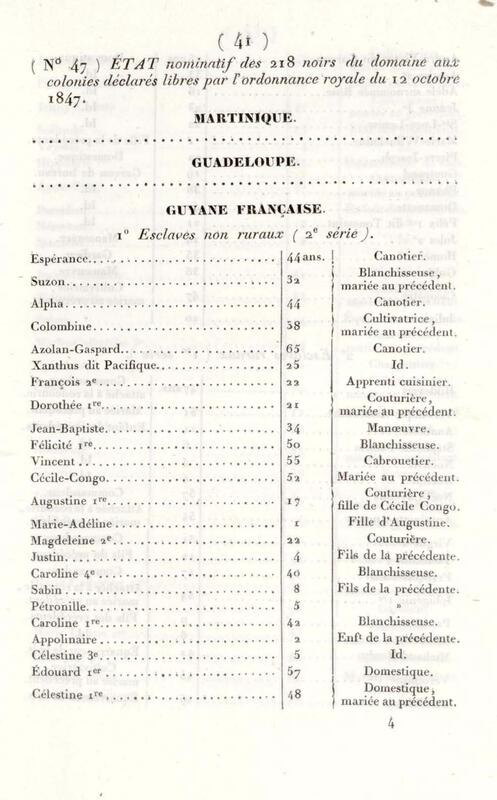 ( 41 )
( Nº 47 ) ÉTAT nominatif des 218 noirs du domaine aux
colonies déclarés libres par l'ordonnance royale du 12 octobre
1847.
MARTINIQUE.
GUADELOUPE.
GUYANE FRANÇAISE.
1º Esclaves non ruraux ( 2e série ).
Espérance 44 ans. Canotier.
Suzon 32 Blanchisseuse,
mariée au précédent.
Alpha 44 Canotier.
Colombine 58 Cultivatrice,
mariée au précédent.
Azolan-Gaspard 65 Canotier.
Xanthus dit Pacifique 25 Id.
François 2e 22 Apprenti cuisinier.
Dorothée 1re 21 Couturière,
mariée au précédent.
Jean-Baptiste 34 Manœuvre.
Félicité 1re 50 Blanchisseuse.
Vincent 55 Cabrouetier.
Cécile-Congo 52 Mariée au précédent.
Augustine 1re 17 Couturière,
fille de Cécile Congo.
Marie-Adéline 1 Fille d'Augustine.
Magdeleine 2e 22 Couturière.
Justin 4 Fils de la précédente.
Caroline 4e 40 Blanchisseuse.
Sabin 8 Fils de la précédente.
Pétronille 5 »
Caroline 1re 42 Blanchisseuse.
Appolinaire 2 Enft de la précédente.
Célestine 3e 5 Id.
Édouard 1er 57 Domestique.
Célestine 1re 48 Domestique,
mariée au précédent.
4